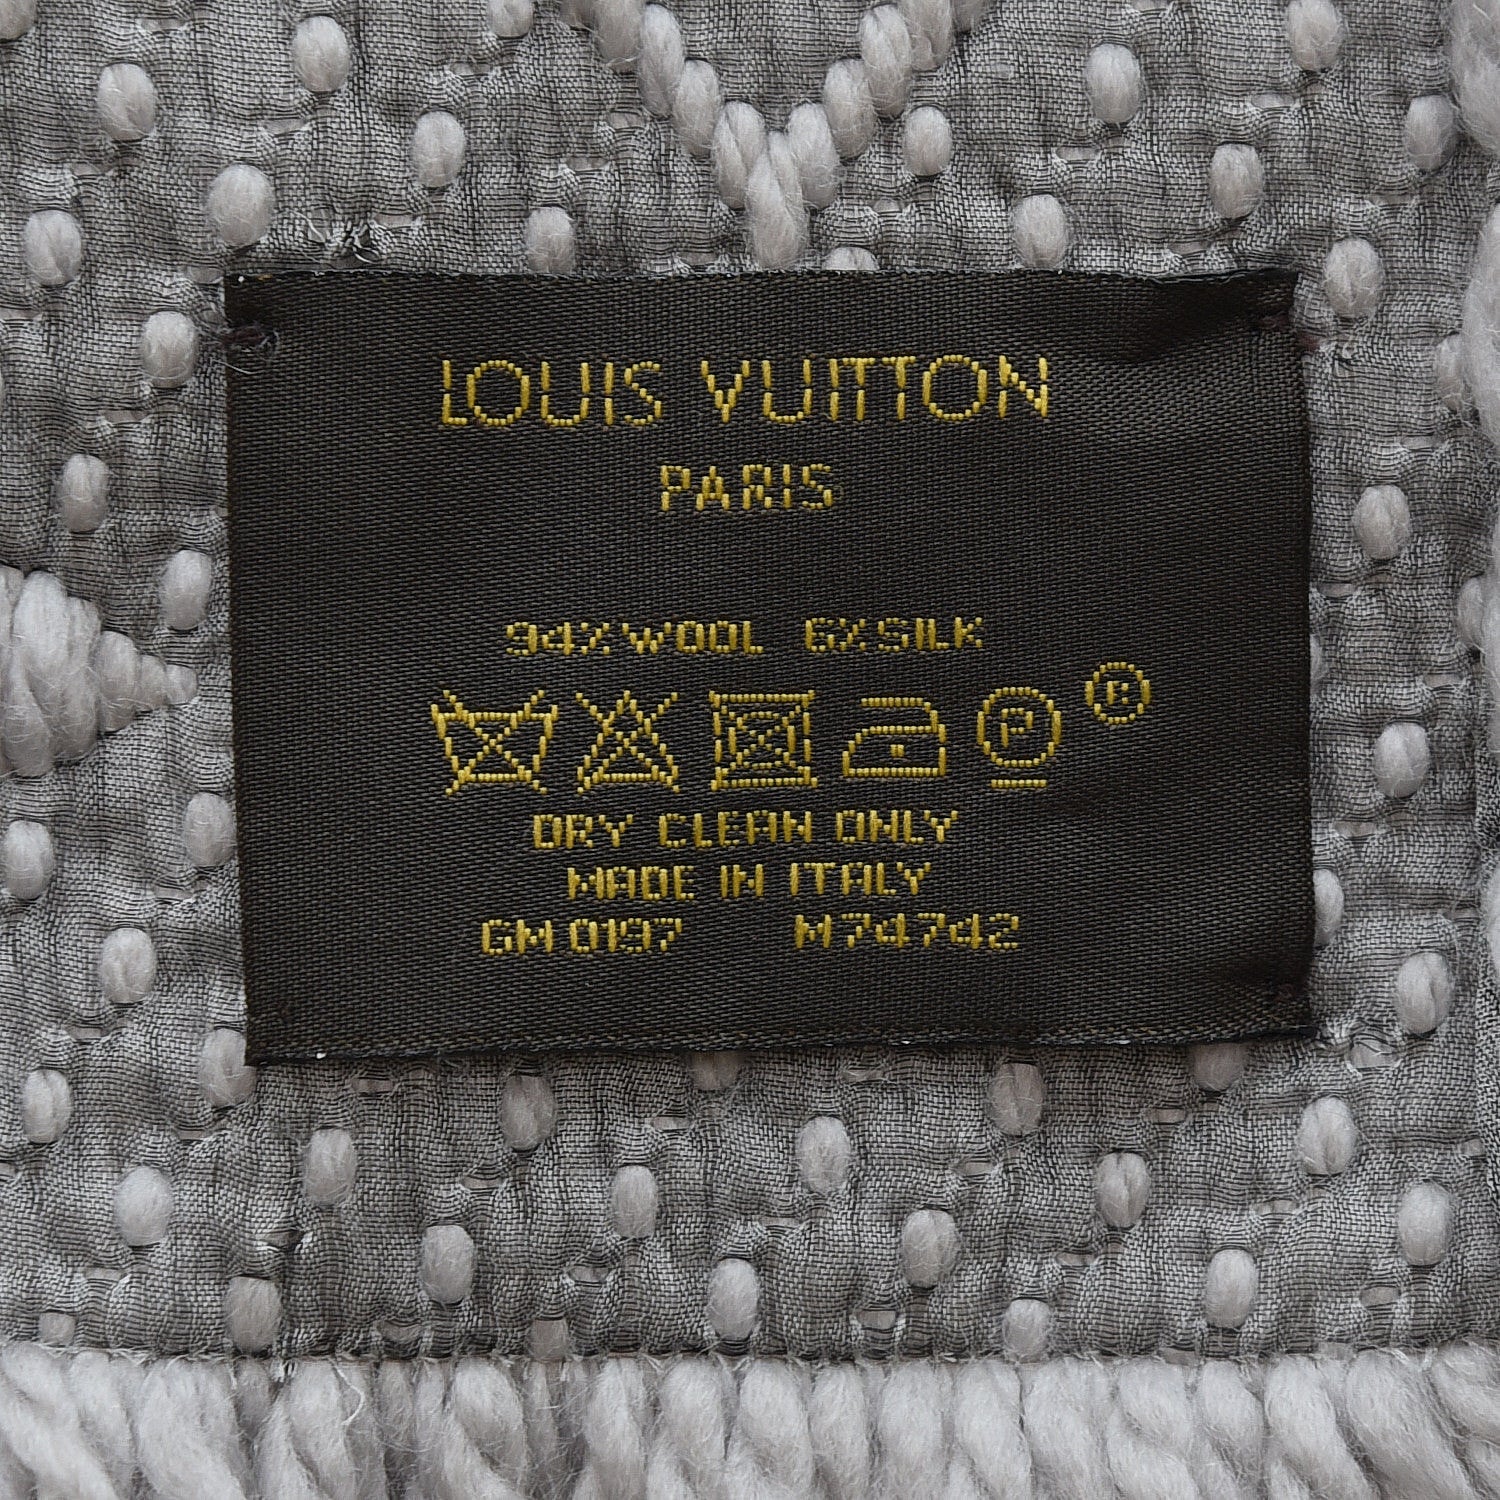 LOUIS VUITTON
PARIS
94% WOOL 6% SILK
P ®
DRY CLEAN ONLY
MADE IN ITALY
GM 0197 M74742